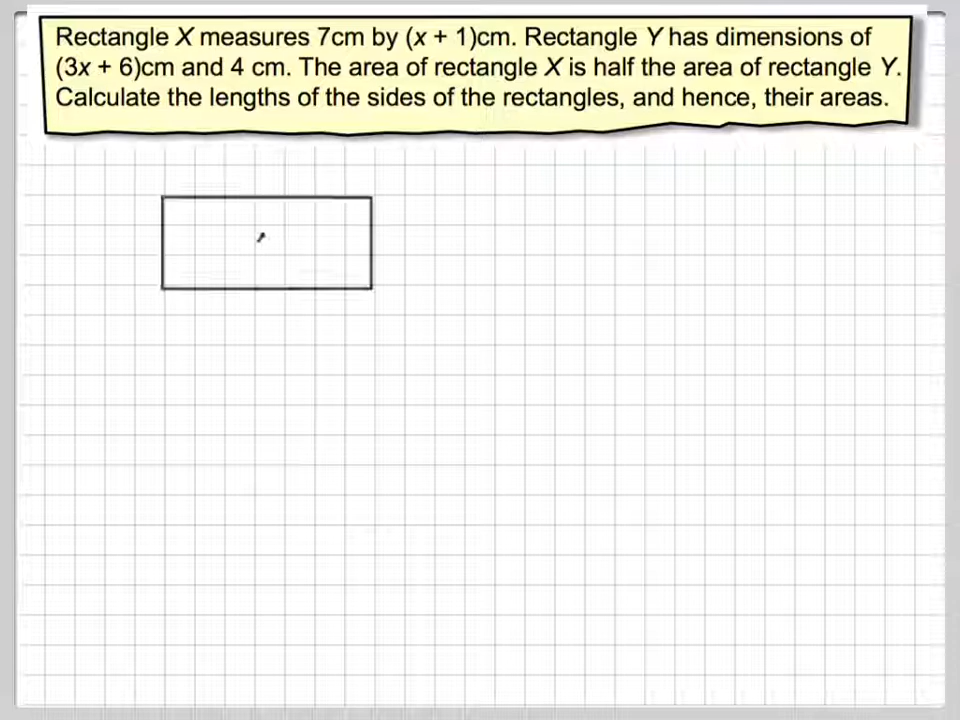 Rectangle X measures 7cm by (x + 1)cm. Rectangle Y has dimensions of
(3x + 6)cm and 4 cm. The area of rectangle X is half the area of rectangle Y.
Calculate the lengths of the sides of the rectangles, and hence, their areas.